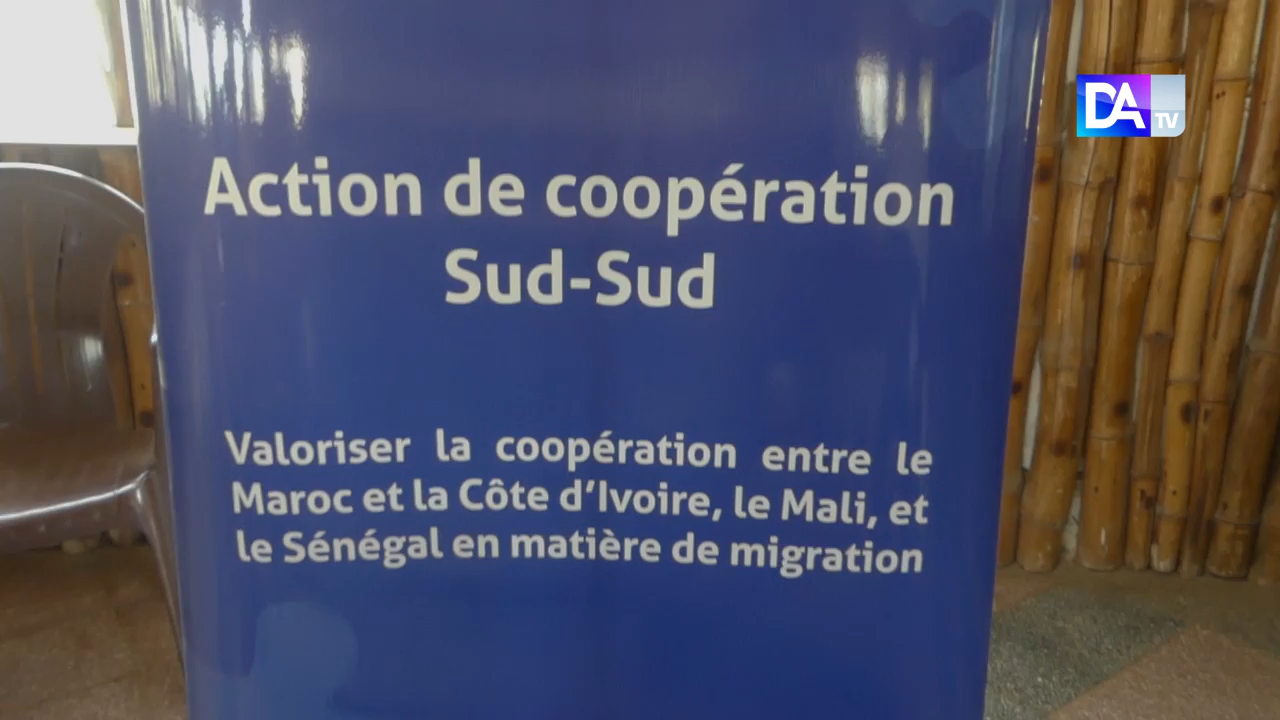 DA TV
Action de coopération
Sud-Sud
Valoriser la coopération entre le
Maroc et la Côte d'Ivoire, le Mali, et
le Sénégal en matière de migration